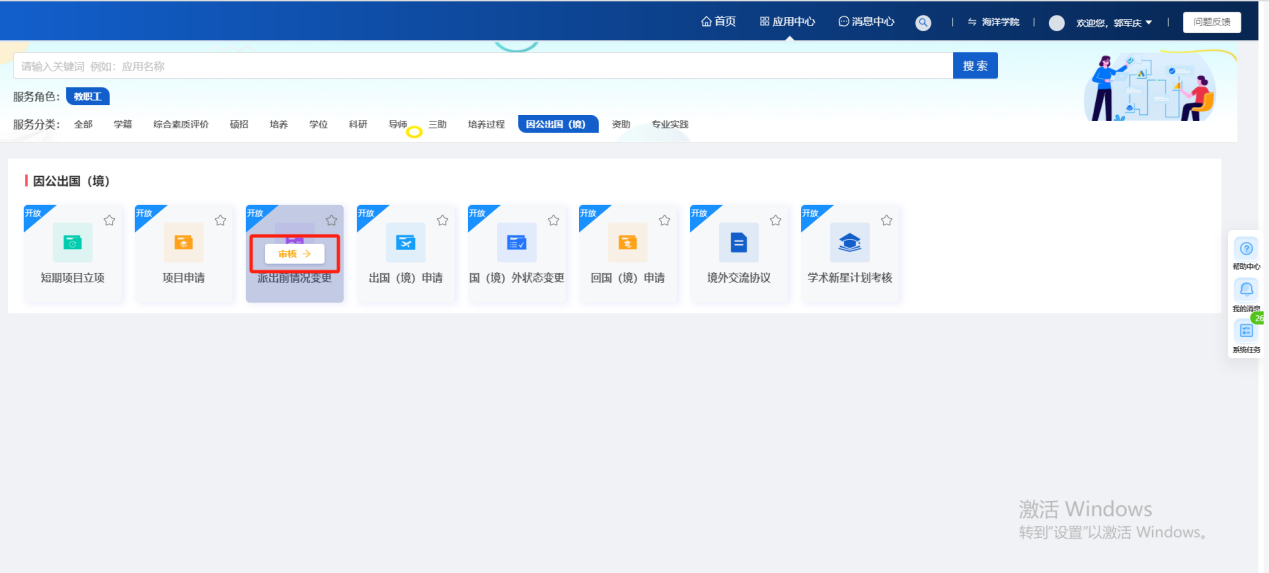 首页 应用中心 消息中心 海洋学院 欢迎您，郭军庆 问题反馈
请输入关键词 例如：应用名称 搜 索
服务角色： 教职工
服务分类： 全部 学籍 综合素质评价 硕招 培养 学位 科研 导师 三助 培养过程 因公出国（境） 资助 专业实践
因公出国（境）
开放 开放 开放 开放 开放 开放 开放 开放
审核
短期项目立项 项目申请 派出前情况变更 出国（境）申请 国（境）外状态变更 回国（境）申请 境外交流协议 学术新星计划考核
帮助中心
我的消息
26
系统任务
激活 Windows
转到"设置"以激活 Windows。